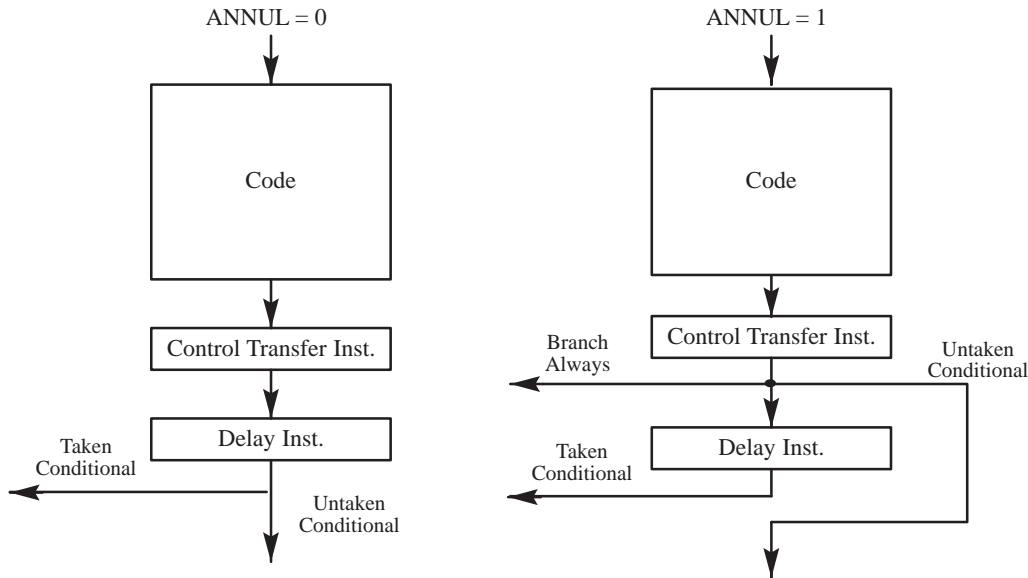 ANNUL = 0
Code
Control Transfer Inst.
Delay Inst.
Taken
Conditional
Untaken
Conditional
ANNUL = 1
Code
Control Transfer Inst.
Branch
Always
Untaken
Conditional
Delay Inst.
Taken
Conditional